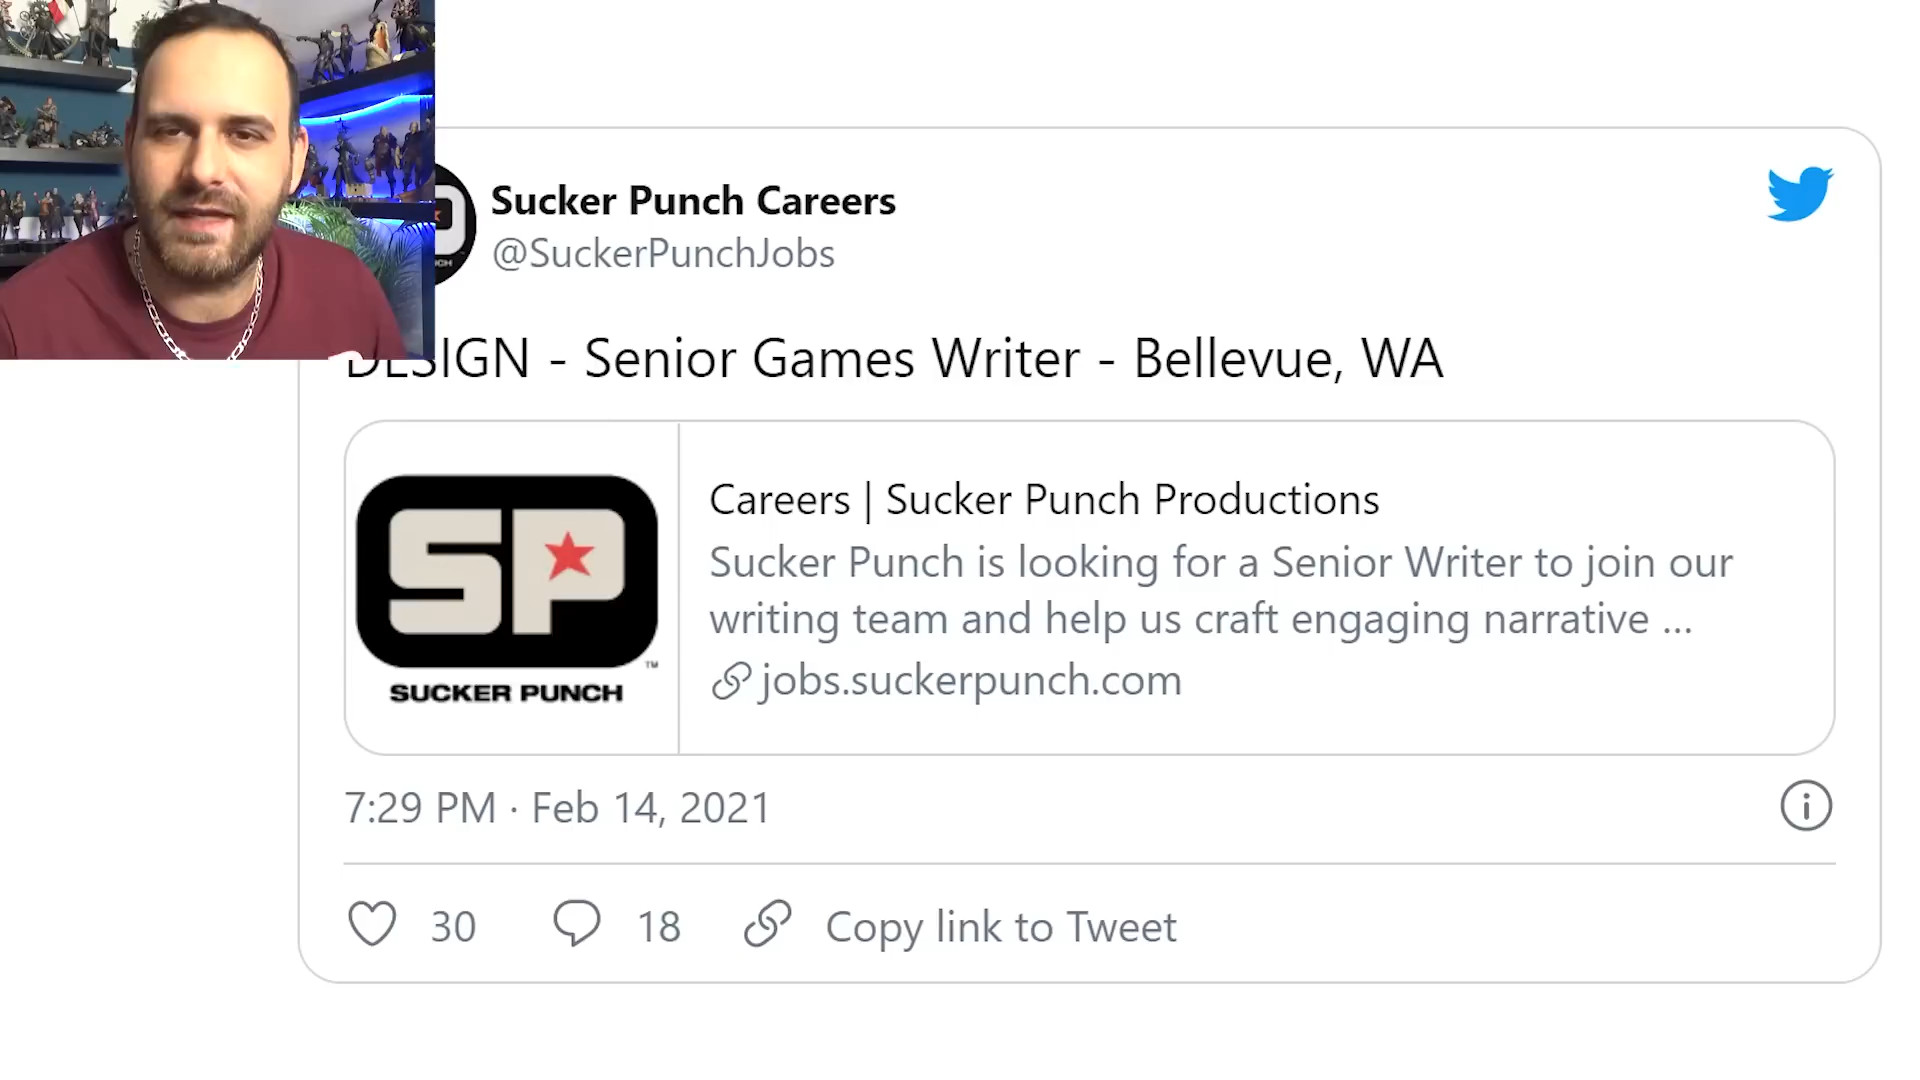 Sucker Punch Careers
@SuckerPunchJobs
DESIGN - Senior Games Writer - Bellevue, WA
SP
TM
SUCKER PUNCH
Careers | Sucker Punch Productions
Sucker Punch is looking for a Senior Writer to join our
writing team and help us craft engaging narrative ...
jobs.suckerpunch.com
7:29 PM · Feb 14, 2021
30
18
Copy link to Tweet